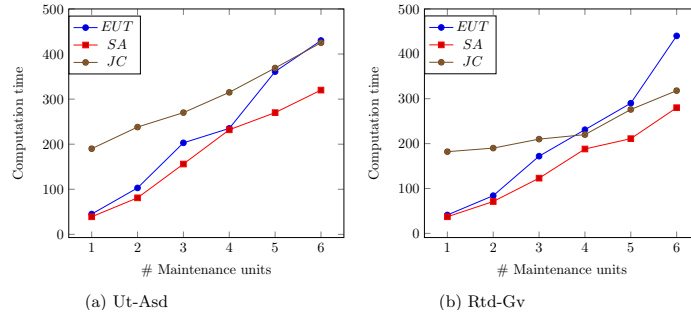 500
400
300
200
100
0
Computation time
EUT
SA
JC
1 2 3 4 5 6
# Maintenance units
(a) Ut-Asd
500
400
300
200
100
0
Computation time
EUT
SA
JC
1 2 3 4 5 6
# Maintenance units
(b) Rtd-Gv